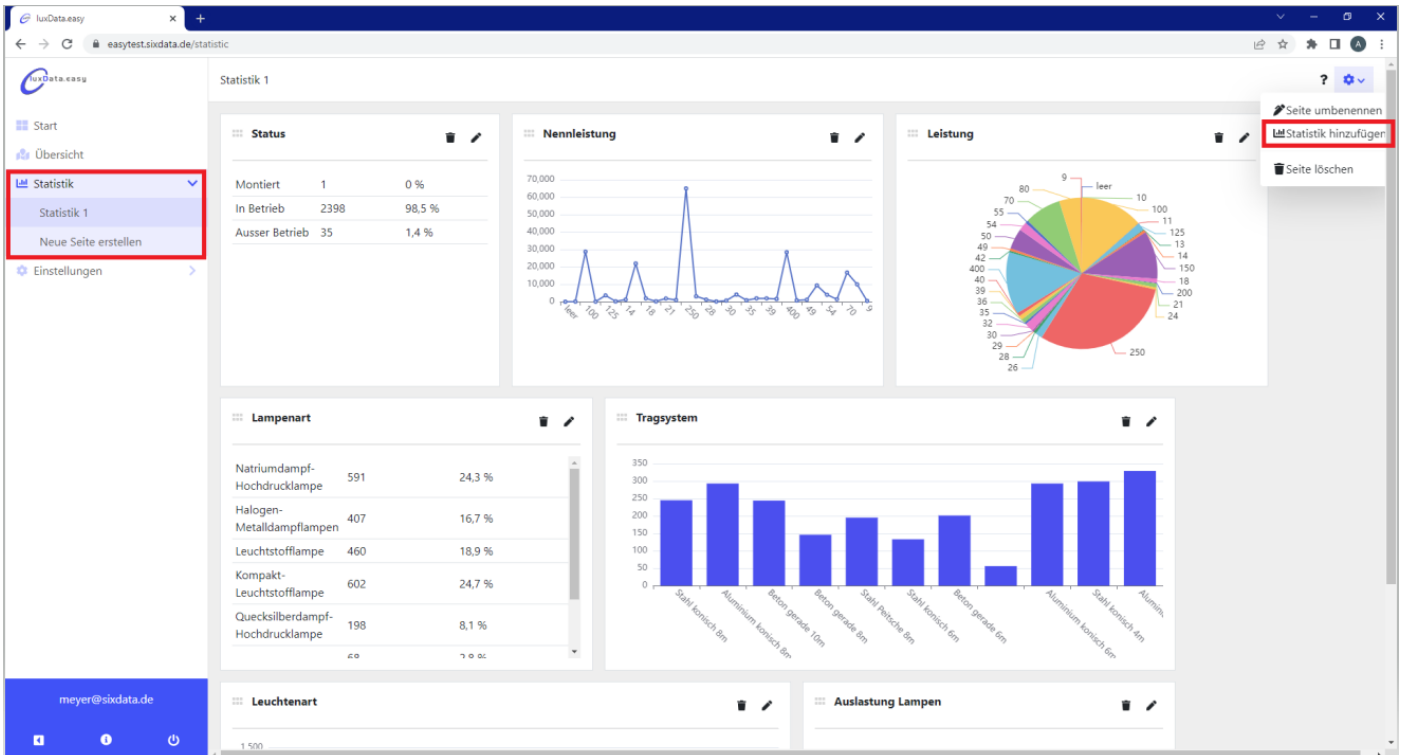 luxData.easy
easytest.sixdata.de/statistic
A
luxData.easy
Start
Übersicht
Statistik
Statistik 1
Neue Seite erstellen
Einstellungen
meyer@sixdata.de
Statistik 1
?
Seite umbenennen
Statistik hinzufügen
Seite löschen
Status
Montiert 1 0 %
In Betrieb 2398 98,5 %
Ausser Betrieb 35 1,4 %
Nennleistung
70,000
60,000
50,000
40,000
30,000
20,000
10,000
0
leer 100 125 14 18 21 250 28 30 35 39 400 49 54 70 9
Leistung
9
leer
80
10
70
100
55
11
54
125
50
13
49
14
42
150
400
18
40
200
39
21
36
24
35
32
30
29
250
28
26
Lampenart
Natriumdampf-
Hochdrucklampe 591 24,3 %
Halogen-
Metalldampflampen 407 16,7 %
Leuchtstofflampe 460 18,9 %
Kompakt-
Leuchtstofflampe 602 24,7 %
Quecksilberdampf-
Hochdrucklampe 198 8,1 %
68 2,8 %
Tragsystem
350
300
250
200
150
100
50
0
Stahl konisch 8m
Aluminium konisch 8m
Beton gerade 10m
Beton gerade 8m
Stahl Peitsche 8m
Stahl konisch 6m
Beton gerade 6m
Aluminium konisch 6m
Stahl konisch 4m
Leuchtenart
1,500
Auslastung Lampen